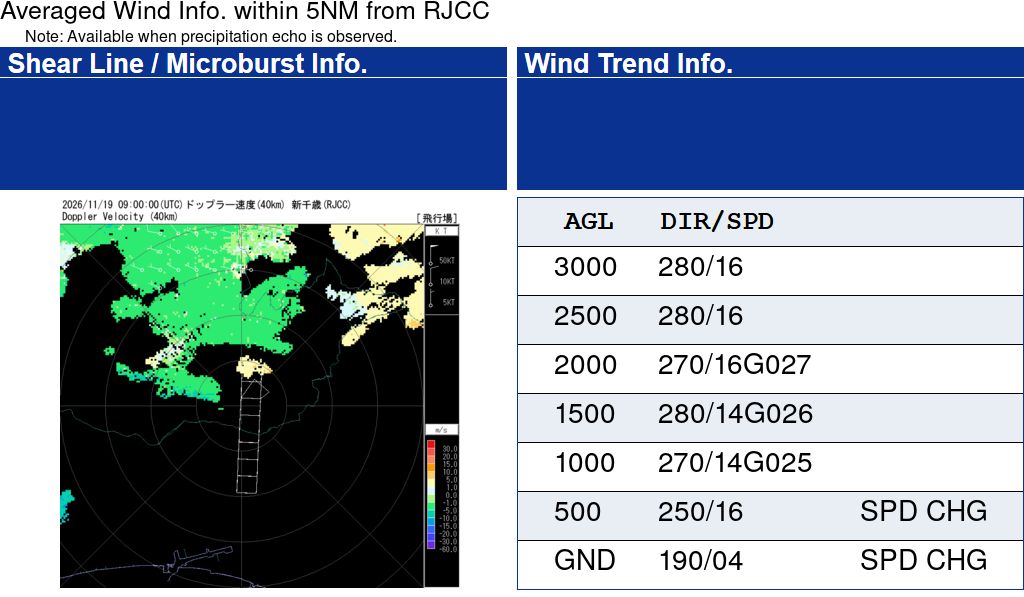 Averaged Wind Info. within 5NM from RJCC
Note: Available when precipitation echo is observed.
Shear Line / Microburst Info.
Wind Trend Info.
2026/11/19 09:00:00(UTC) ドップラー速度(40km) 新千歳(RJCC)
Doppler Velocity (40km)
[飛行場]
KT
50KT
10KT
5KT
m/s
30.0
20.0
15.0
10.0
5.0
1.0
0.0
-1.0
-5.0
-10.0
-15.0
-20.0
-30.0
-60.0
AGL DIR/SPD
3000 280/16
2500 280/16
2000 270/16G027
1500 280/14G026
1000 270/14G025
500 250/16 SPD CHG
GND 190/04 SPD CHG